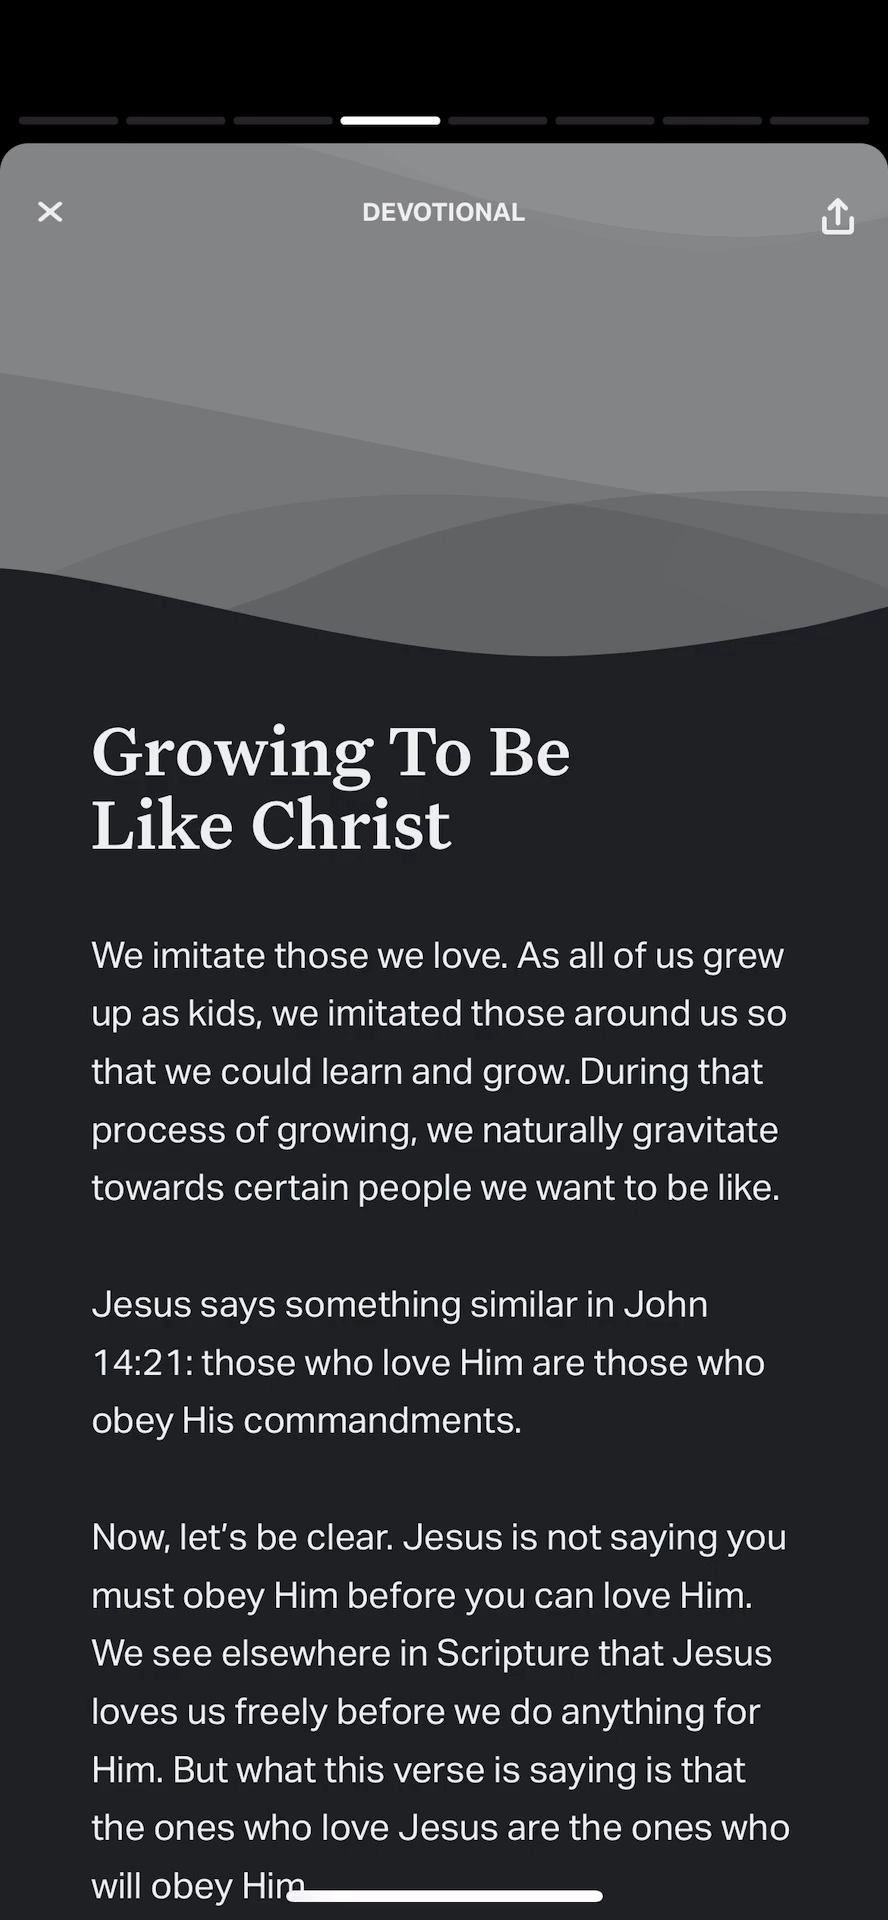 DEVOTIONAL
Growing To Be
Like Christ
We imitate those we love. As all of us grew
up as kids, we imitated those around us so
that we could learn and grow. During that
process of growing, we naturally gravitate
towards certain people we want to be like.
Jesus says something similar in John
14:21: those who love Him are those who
obey His commandments.
Now, let’s be clear. Jesus is not saying you
must obey Him before you can love Him.
We see elsewhere in Scripture that Jesus
loves us freely before we do anything for
Him. But what this verse is saying is that
the ones who love Jesus are the ones who
will obey Him